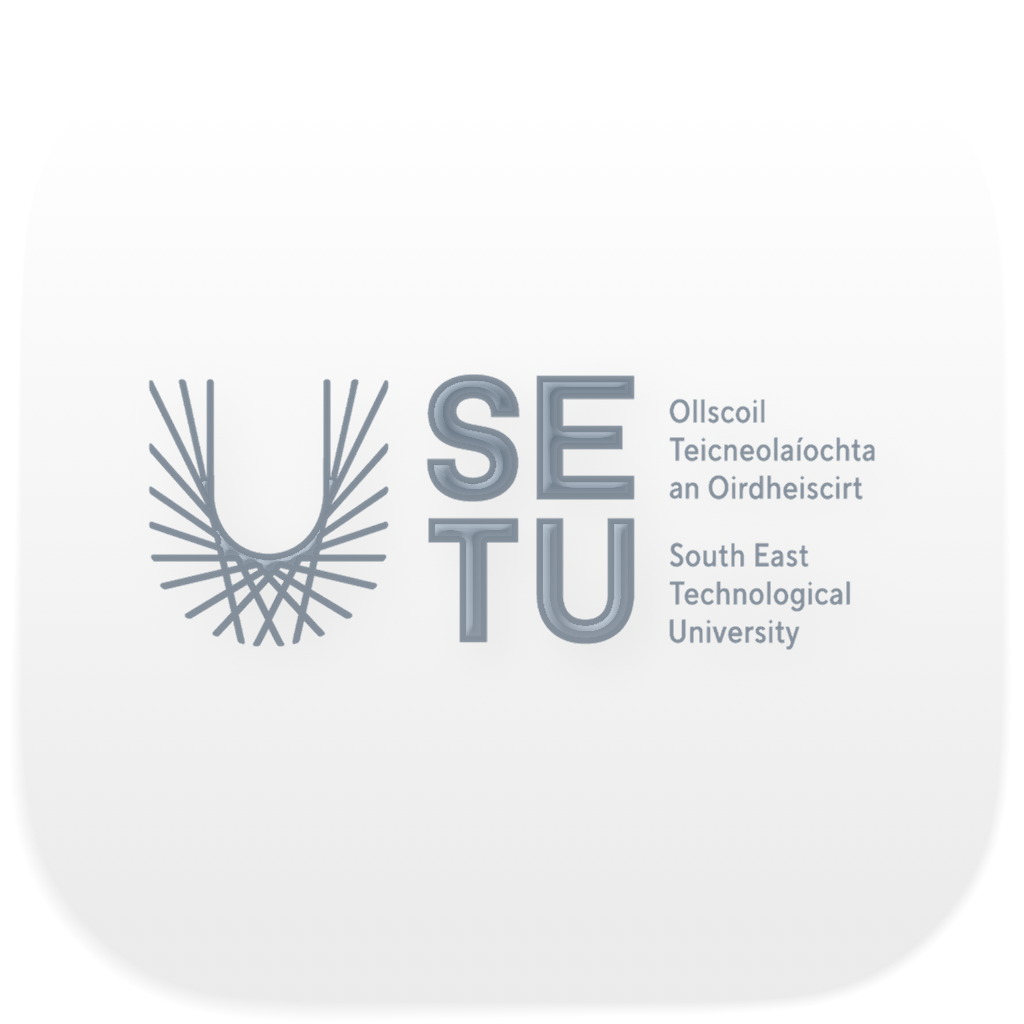 SE
TU
Ollscoil
Teicneolaíochta
an Oirdheiscirt
South East
Technological
University